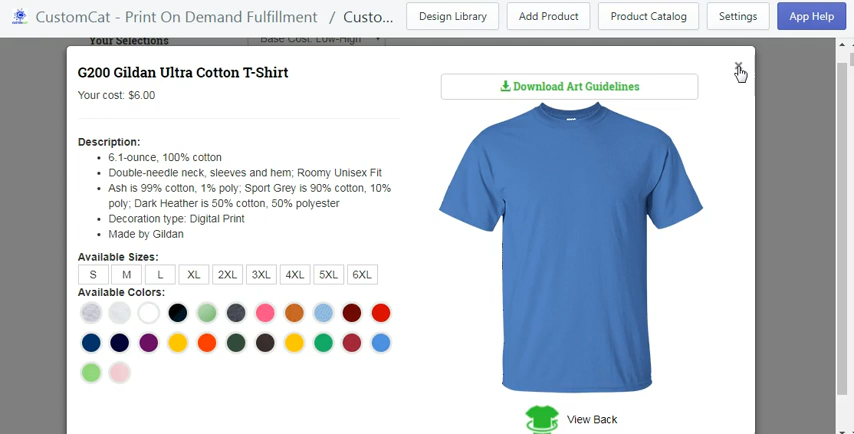 CustomCat - Print On Demand Fulfillment / Custo...
Design Library
Add Product
Product Catalog
Settings
App Help
Your Selections
Base Cost: Low-High
G200 Gildan Ultra Cotton T-Shirt
Your cost: $6.00
Download Art Guidelines
Description:
• 6.1-ounce, 100% cotton
• Double-needle neck, sleeves and hem; Roomy Unisex Fit
• Ash is 99% cotton, 1% poly; Sport Grey is 90% cotton, 10%
poly; Dark Heather is 50% cotton, 50% polyester
• Decoration type: Digital Print
• Made by Gildan
Available Sizes:
S M L XL 2XL 3XL 4XL 5XL 6XL
Available Colors:
View Back